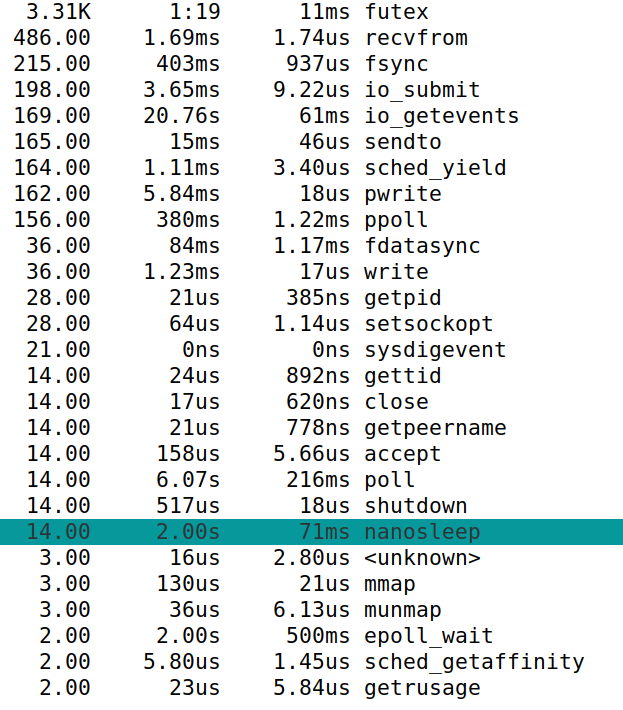 3.31K 1:19 11ms futex
486.00 1.69ms 1.74us recvfrom
215.00 403ms 937us fsync
198.00 3.65ms 9.22us io_submit
169.00 20.76s 61ms io_getevents
165.00 15ms 46us sendto
164.00 1.11ms 3.40us sched_yield
162.00 5.84ms 18us pwrite
156.00 380ms 1.22ms ppoll
36.00 84ms 1.17ms fdatasync
36.00 1.23ms 17us write
28.00 21us 385ns getpid
28.00 64us 1.14us setsockopt
21.00 0ns 0ns sysdigevent
14.00 24us 892ns gettid
14.00 17us 620ns close
14.00 21us 778ns getpeername
14.00 158us 5.66us accept
14.00 6.07s 216ms poll
14.00 517us 18us shutdown
14.00 2.00s 71ms nanosleep
3.00 16us 2.80us <unknown>
3.00 130us 21us mmap
3.00 36us 6.13us munmap
2.00 2.00s 500ms epoll_wait
2.00 5.80us 1.45us sched_getaffinity
2.00 23us 5.84us getrusage